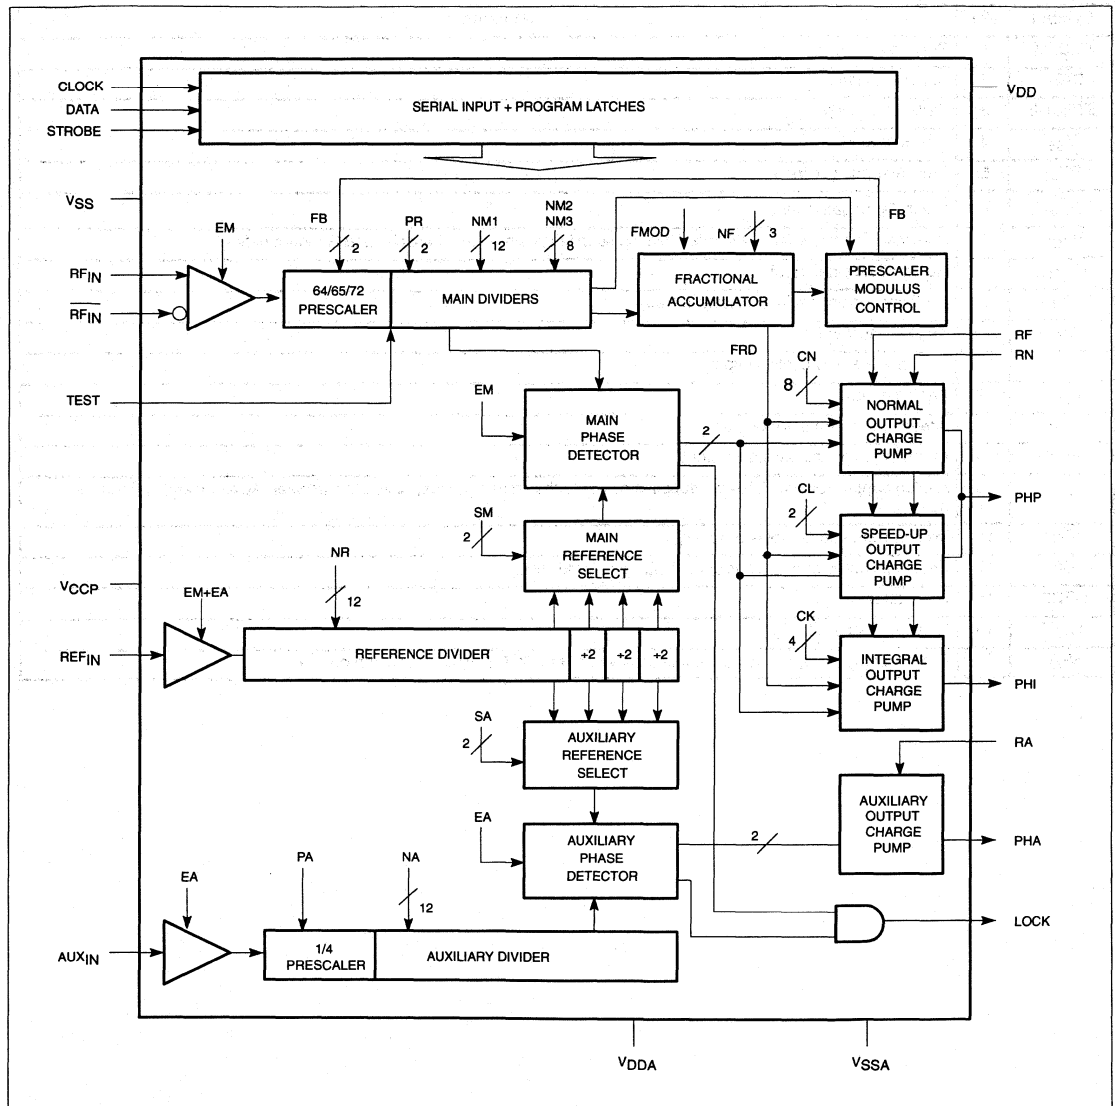 CLOCK
DATA
STROBE
SERIAL INPUT + PROGRAM LATCHES
VDD
VSS
EM
FB
2
PR
2
NM1
12
NM2
NM3
8
FMOD
NF
3
FB
RFIN
RFIN
64/65/72
PRESCALER
MAIN DIVIDERS
FRACTIONAL
ACCUMULATOR
PRESCALER
MODULUS
CONTROL
RF
RN
FRD
CN
8
TEST
EM
MAIN
PHASE
DETECTOR
2
NORMAL
OUTPUT
CHARGE
PUMP
PHP
SM
2
MAIN
REFERENCE
SELECT
CL
2
SPEED-UP
OUTPUT
CHARGE
PUMP
VCCP
EM+EA
NR
12
REFIN
REFERENCE DIVIDER
÷2
÷2
÷2
CK
4
INTEGRAL
OUTPUT
CHARGE
PUMP
PHI
SA
2
AUXILIARY
REFERENCE
SELECT
RA
EA
AUXILIARY
PHASE
DETECTOR
2
AUXILIARY
OUTPUT
CHARGE
PUMP
PHA
EA
PA
NA
12
AUXIN
1/4
PRESCALER
AUXILIARY DIVIDER
LOCK
VDDA
VSSA